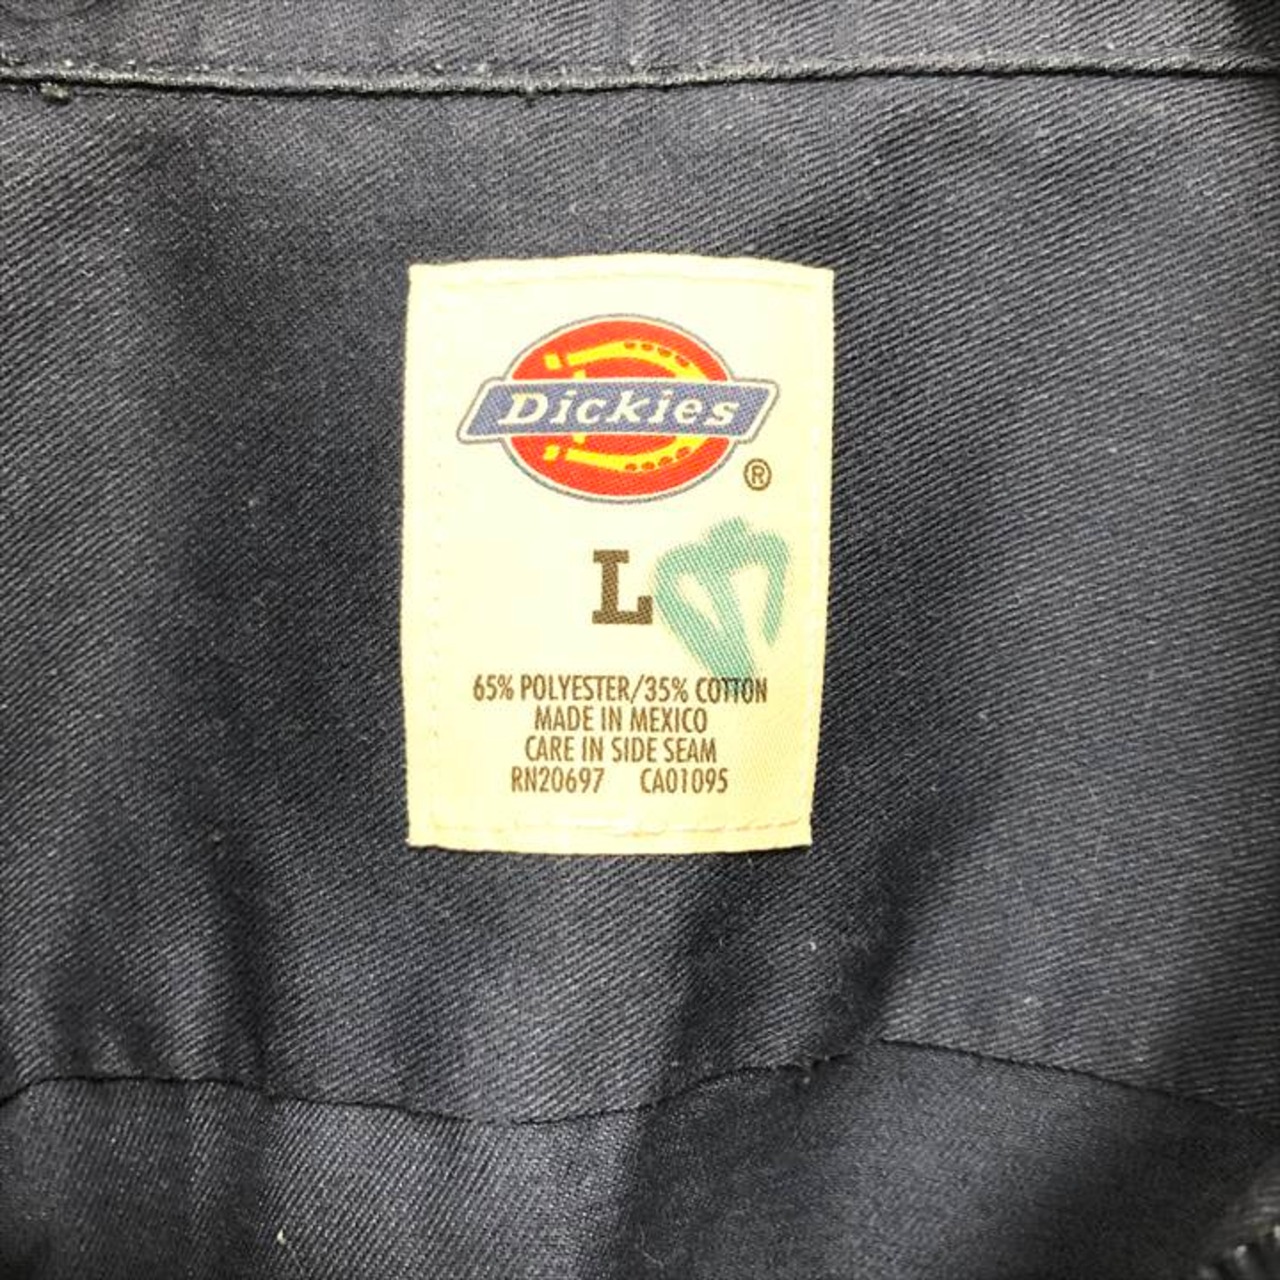 Dickies
®
L
65% POLYESTER/35% COTTON
MADE IN MEXICO
CARE IN SIDE SEAM
RN20697 CA01095